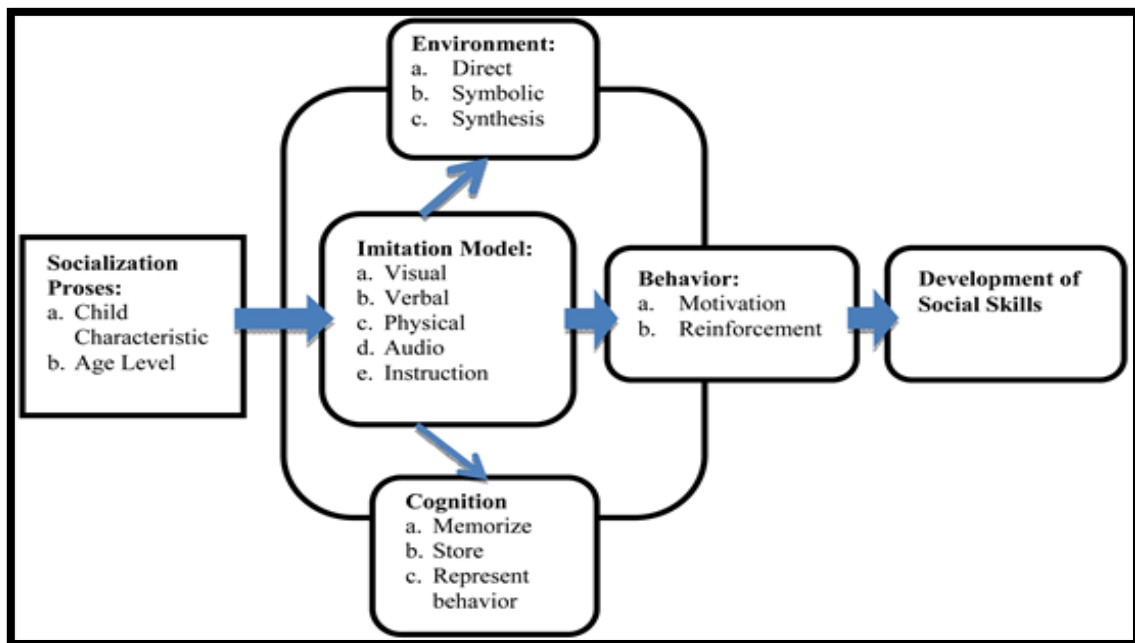 Environment:
a. Direct
b. Symbolic
c. Synthesis
Socialization
Proses:
a. Child
Characteristic
b. Age Level
Imitation Model:
a. Visual
b. Verbal
c. Physical
d. Audio
e. Instruction
Behavior:
a. Motivation
b. Reinforcement
Development of
Social Skills
Cognition
a. Memorize
b. Store
c. Represent
behavior